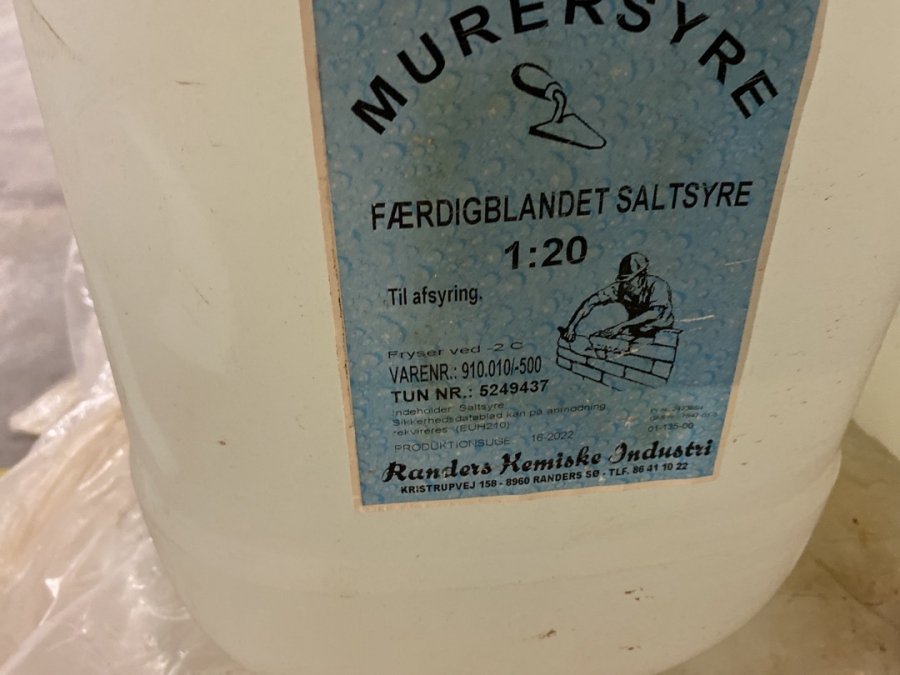 MURERSYRE
FÆRDIGBLANDET SALTSYRE
1:20
Til afsyring.
Fryser ved -2 C
VARENR.: 910.010/-500
TUN NR.: 5249437
Indeholder: Saltsyre
Sikkerhedsdatablad kan på anmodning
rekvireres (EUH210)
01-135-00
PRODUKTIONSUGE 16-2022
Randers Kemiske Industri
KRISTRUPVEJ 158 - 8960 RANDERS SØ - TLF. 86 41 10 22